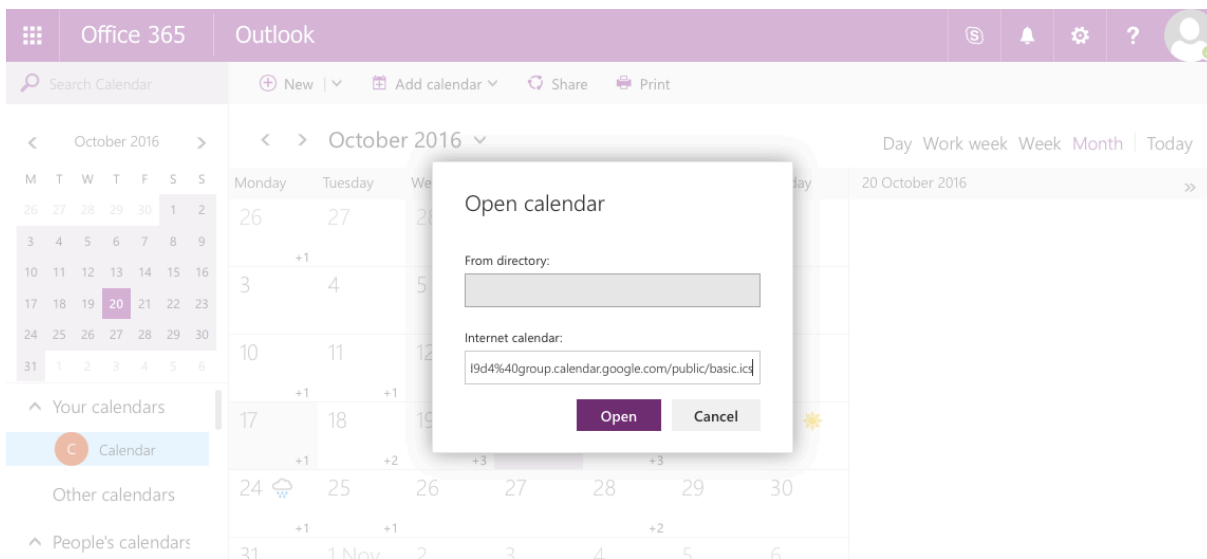 Office 365
Outlook
?
Search Calendar
New
Add calendar
Share
Print
October 2016
M T W T F S S
26 27 28 29 30 1 2
3 4 5 6 7 8 9
10 11 12 13 14 15 16
17 18 19 20 21 22 23
24 25 26 27 28 29 30
31 1 2 3 4 5 6
Your calendars
C Calendar
Other calendars
People's calendars
October 2016
Day Work week Week Month Today
Monday Tuesday
20 October 2016
26 27
+1
3 4 5
10 11 12
+1 +1
17 18 19
+1 +2 +3 +3
24 25 26 27 28 29 30
+1 +1 +2
31 1 Nov 2 3 4 5 6
Open calendar
From directory:
Internet calendar:
l9d4%40group.calendar.google.com/public/basic.ics
Open Cancel